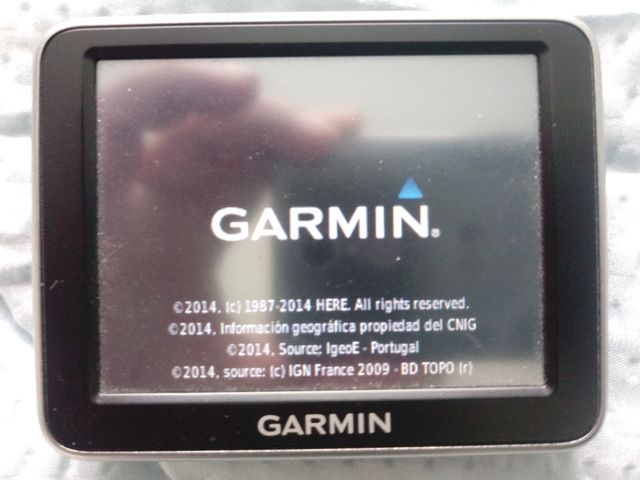 GARMIN®
©2014, (c) 1987-2014 HERE. All rights reserved.
©2014, Información geográfica propiedad del CNIG
©2014, Source: IgeoE - Portugal
©2014, source: (c) IGN France 2009 - BD TOPO (r)
GARMIN